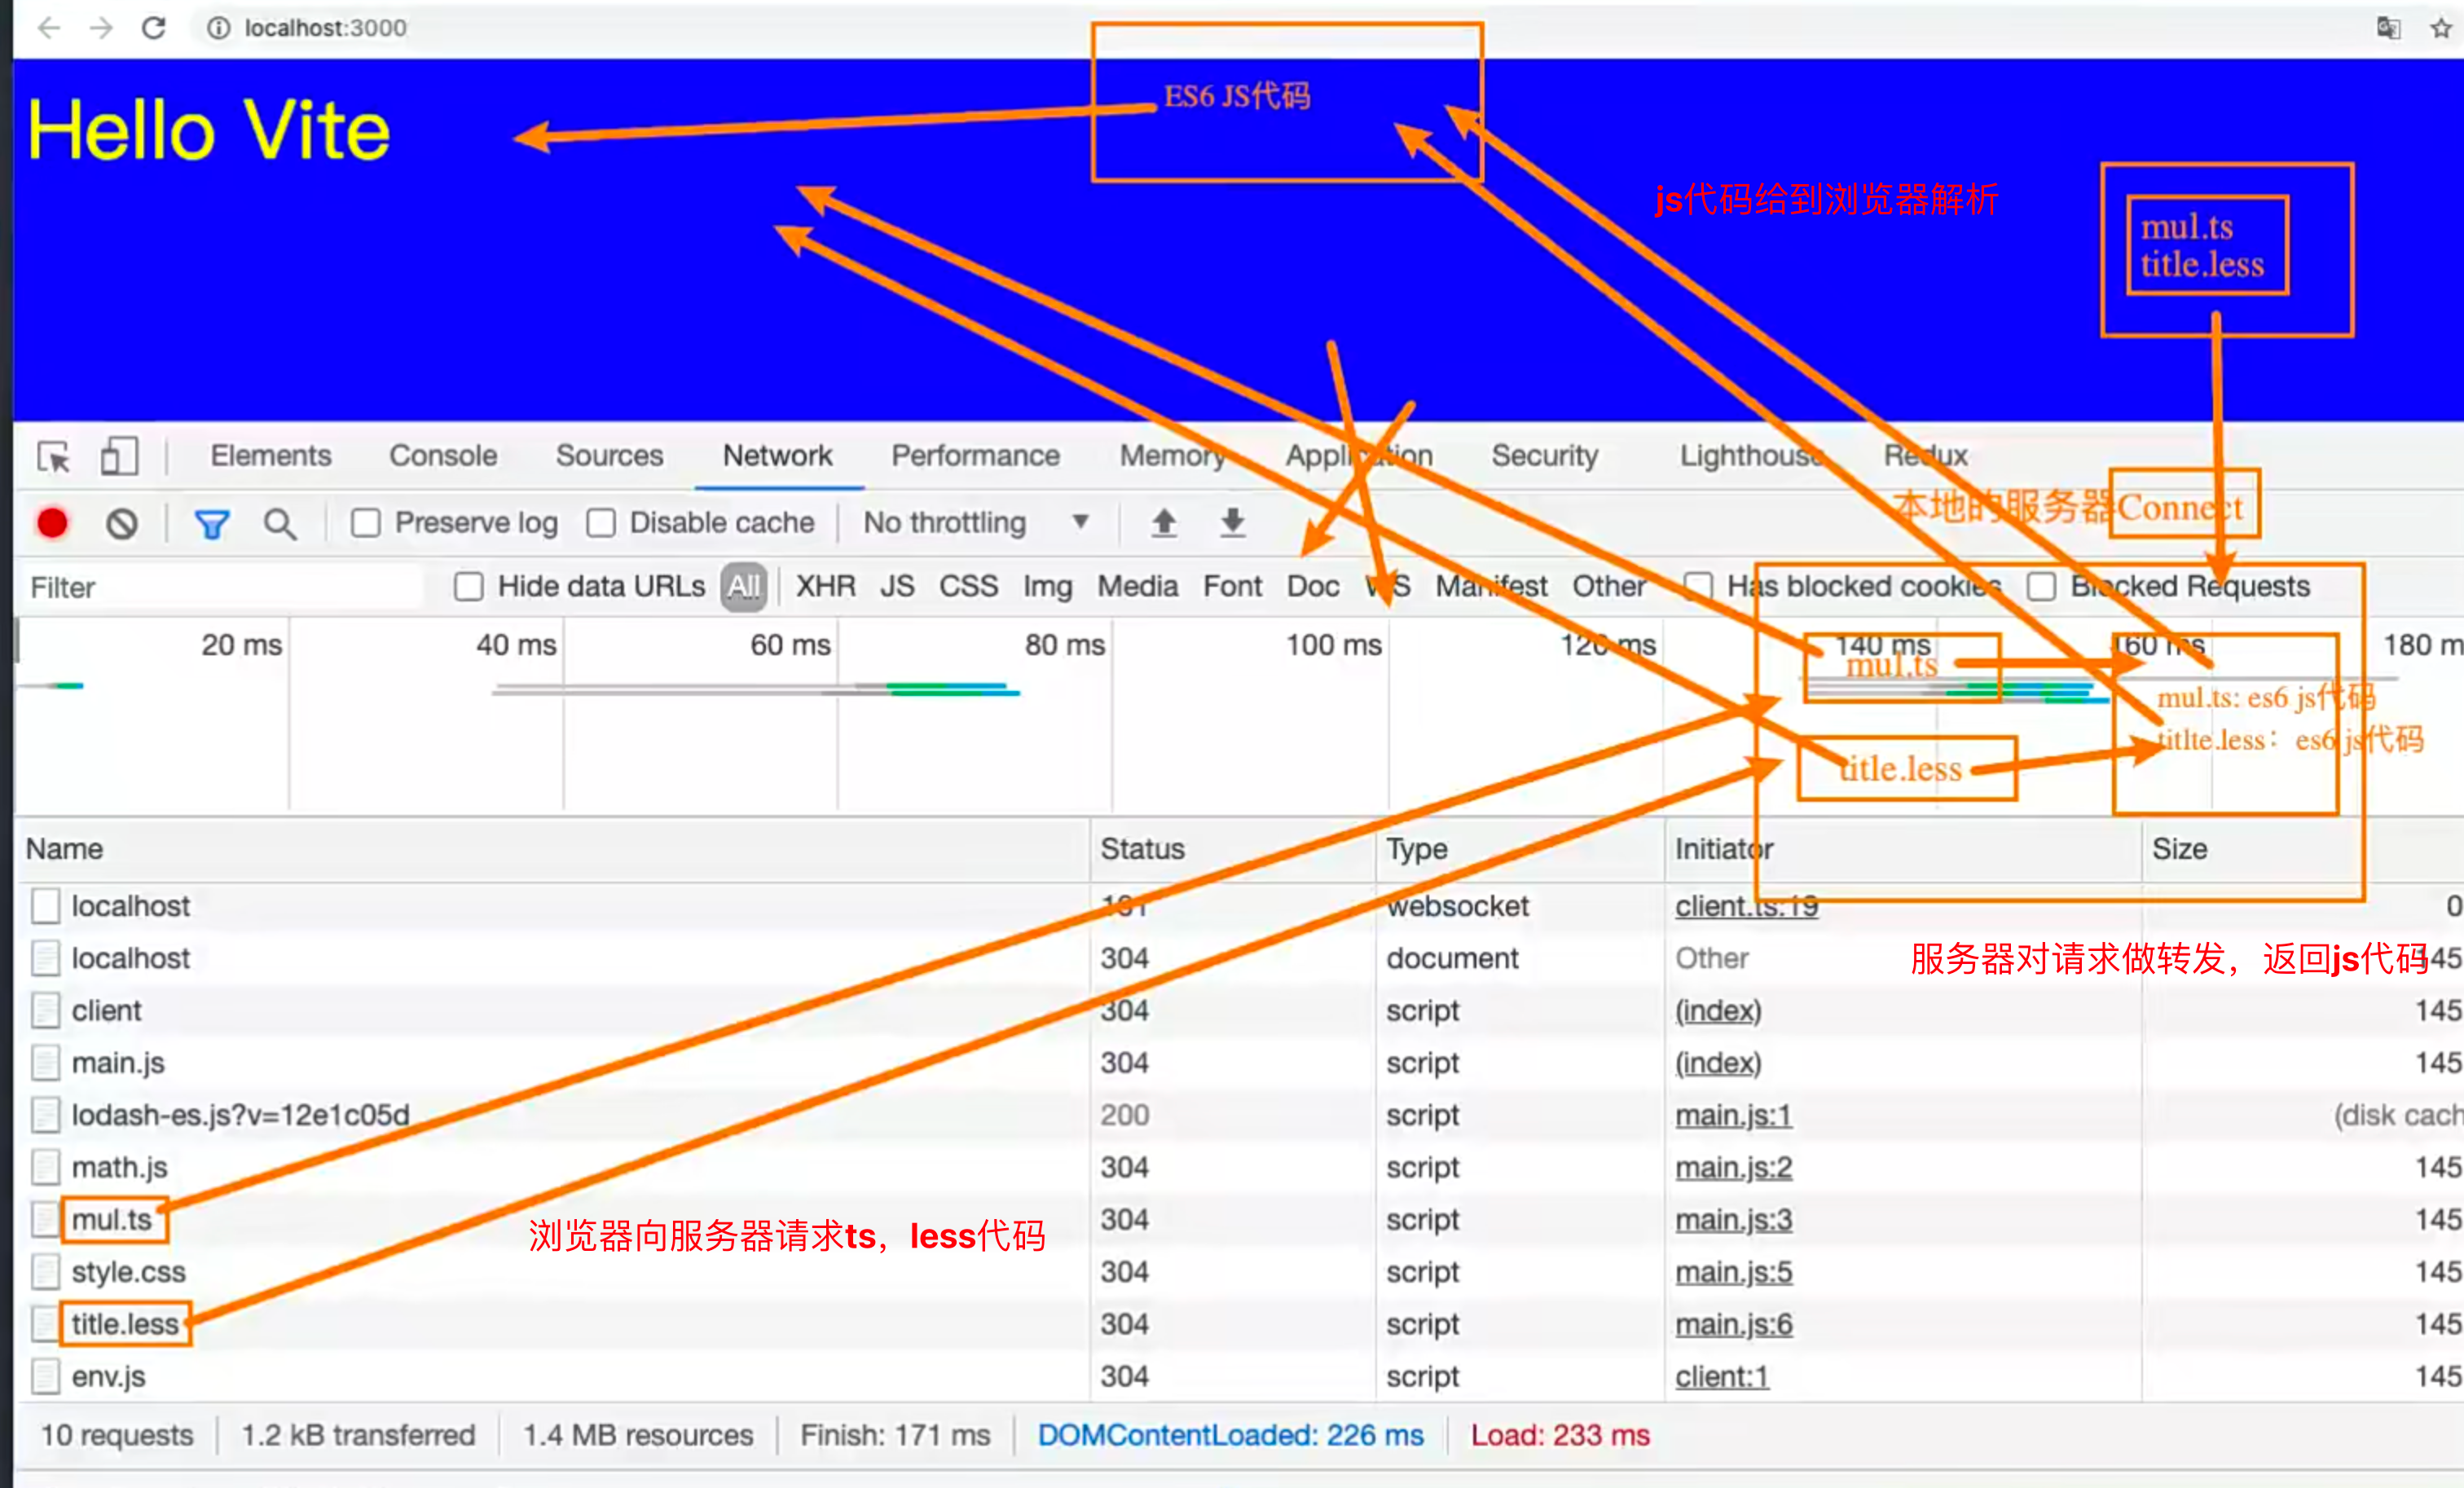 localhost:3000
ES6 JS代码
Hello Vite
js代码给到浏览器解析
mul.ts
title.less
Elements Console Sources Network Performance Memory Application Security Lighthouse Redux
本地的服务器Connect
Preserve log Disable cache No throttling
Filter Hide data URLs All XHR JS CSS Img Media Font Doc WS Manifest Other Has blocked cookies Blocked Requests
20 ms 40 ms 60 ms 80 ms 100 ms 120 ms 140 ms 160 ms 180 m
mul.ts
mul.ts: es6 js代码
titlte.less：es6 js代码
title.less
Name Status Type Initiator Size
localhost 101 websocket client.ts:19 0
localhost 304 document Other 145
服务器对请求做转发，返回js代码
client 304 script (index) 145
main.js 304 script (index) 145
lodash-es.js?v=12e1c05d 200 script main.js:1 (disk cach
math.js 304 script main.js:2 145
mul.ts 304 script main.js:3 145
浏览器向服务器请求ts，less代码
style.css 304 script main.js:5 145
title.less 304 script main.js:6 145
env.js 304 script client:1 145
10 requests 1.2 kB transferred 1.4 MB resources Finish: 171 ms DOMContentLoaded: 226 ms Load: 233 ms